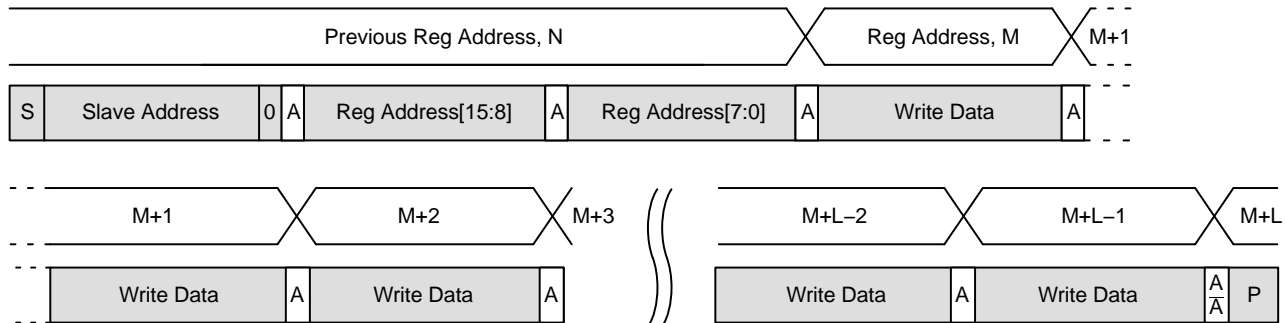 Previous Reg Address, N Reg Address, M M+1
S Slave Address 0 A Reg Address[15:8] A Reg Address[7:0] A Write Data A
M+1 M+2 M+3 M+L−2 M+L−1 M+L
Write Data A Write Data A Write Data A Write Data A A̅ P